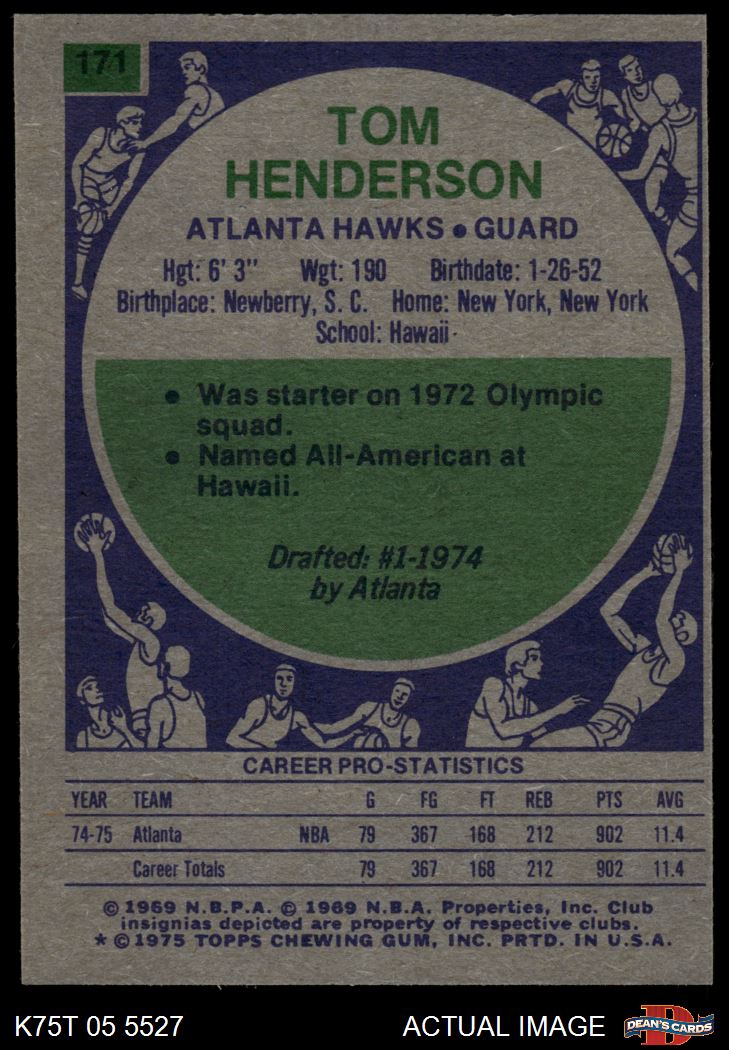 171
TOM
HENDERSON
ATLANTA HAWKS • GUARD
Hgt: 6' 3" Wgt: 190 Birthdate: 1-26-52
Birthplace: Newberry, S. C. Home: New York, New York
School: Hawaii
• Was starter on 1972 Olympic
squad.
• Named All-American at
Hawaii.
Drafted: #1-1974
by Atlanta
CAREER PRO-STATISTICS
YEAR TEAM G FG FT REB PTS AVG
74-75 Atlanta NBA 79 367 168 212 902 11.4
Career Totals 79 367 168 212 902 11.4
© 1969 N.B.P.A. © 1969 N.B.A. Properties, Inc. Club
insignias depicted are property of respective clubs.
* © 1975 TOPPS CHEWING GUM, INC. PRTD. IN U.S.A.
K75T 05 5527 ACTUAL IMAGE DEAN'S CARDS